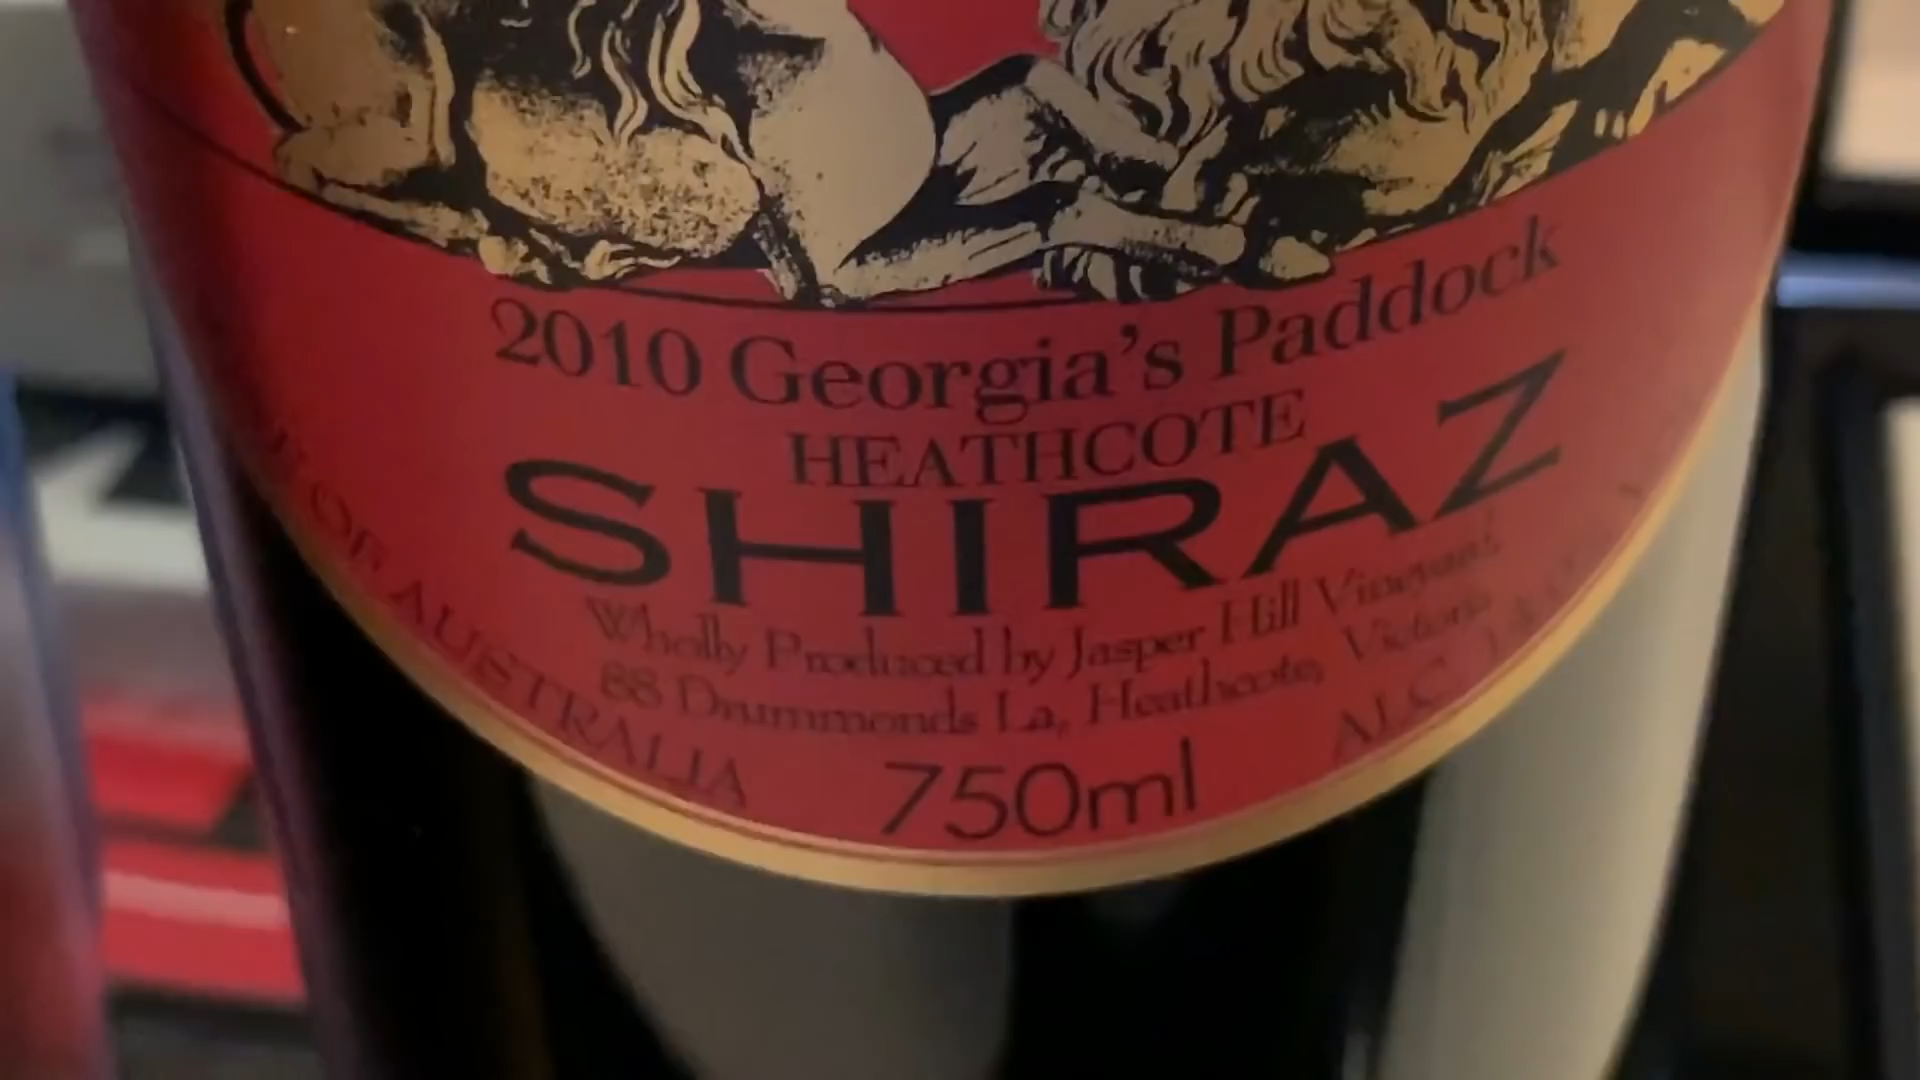 2010 Georgia's Paddock
HEATHCOTE
SHIRAZ
Wholly Produced by Jasper Hill Vineyard
88 Drummonds La, Heathcote, Victoria
OF AUSTRALIA
750ml
ALC